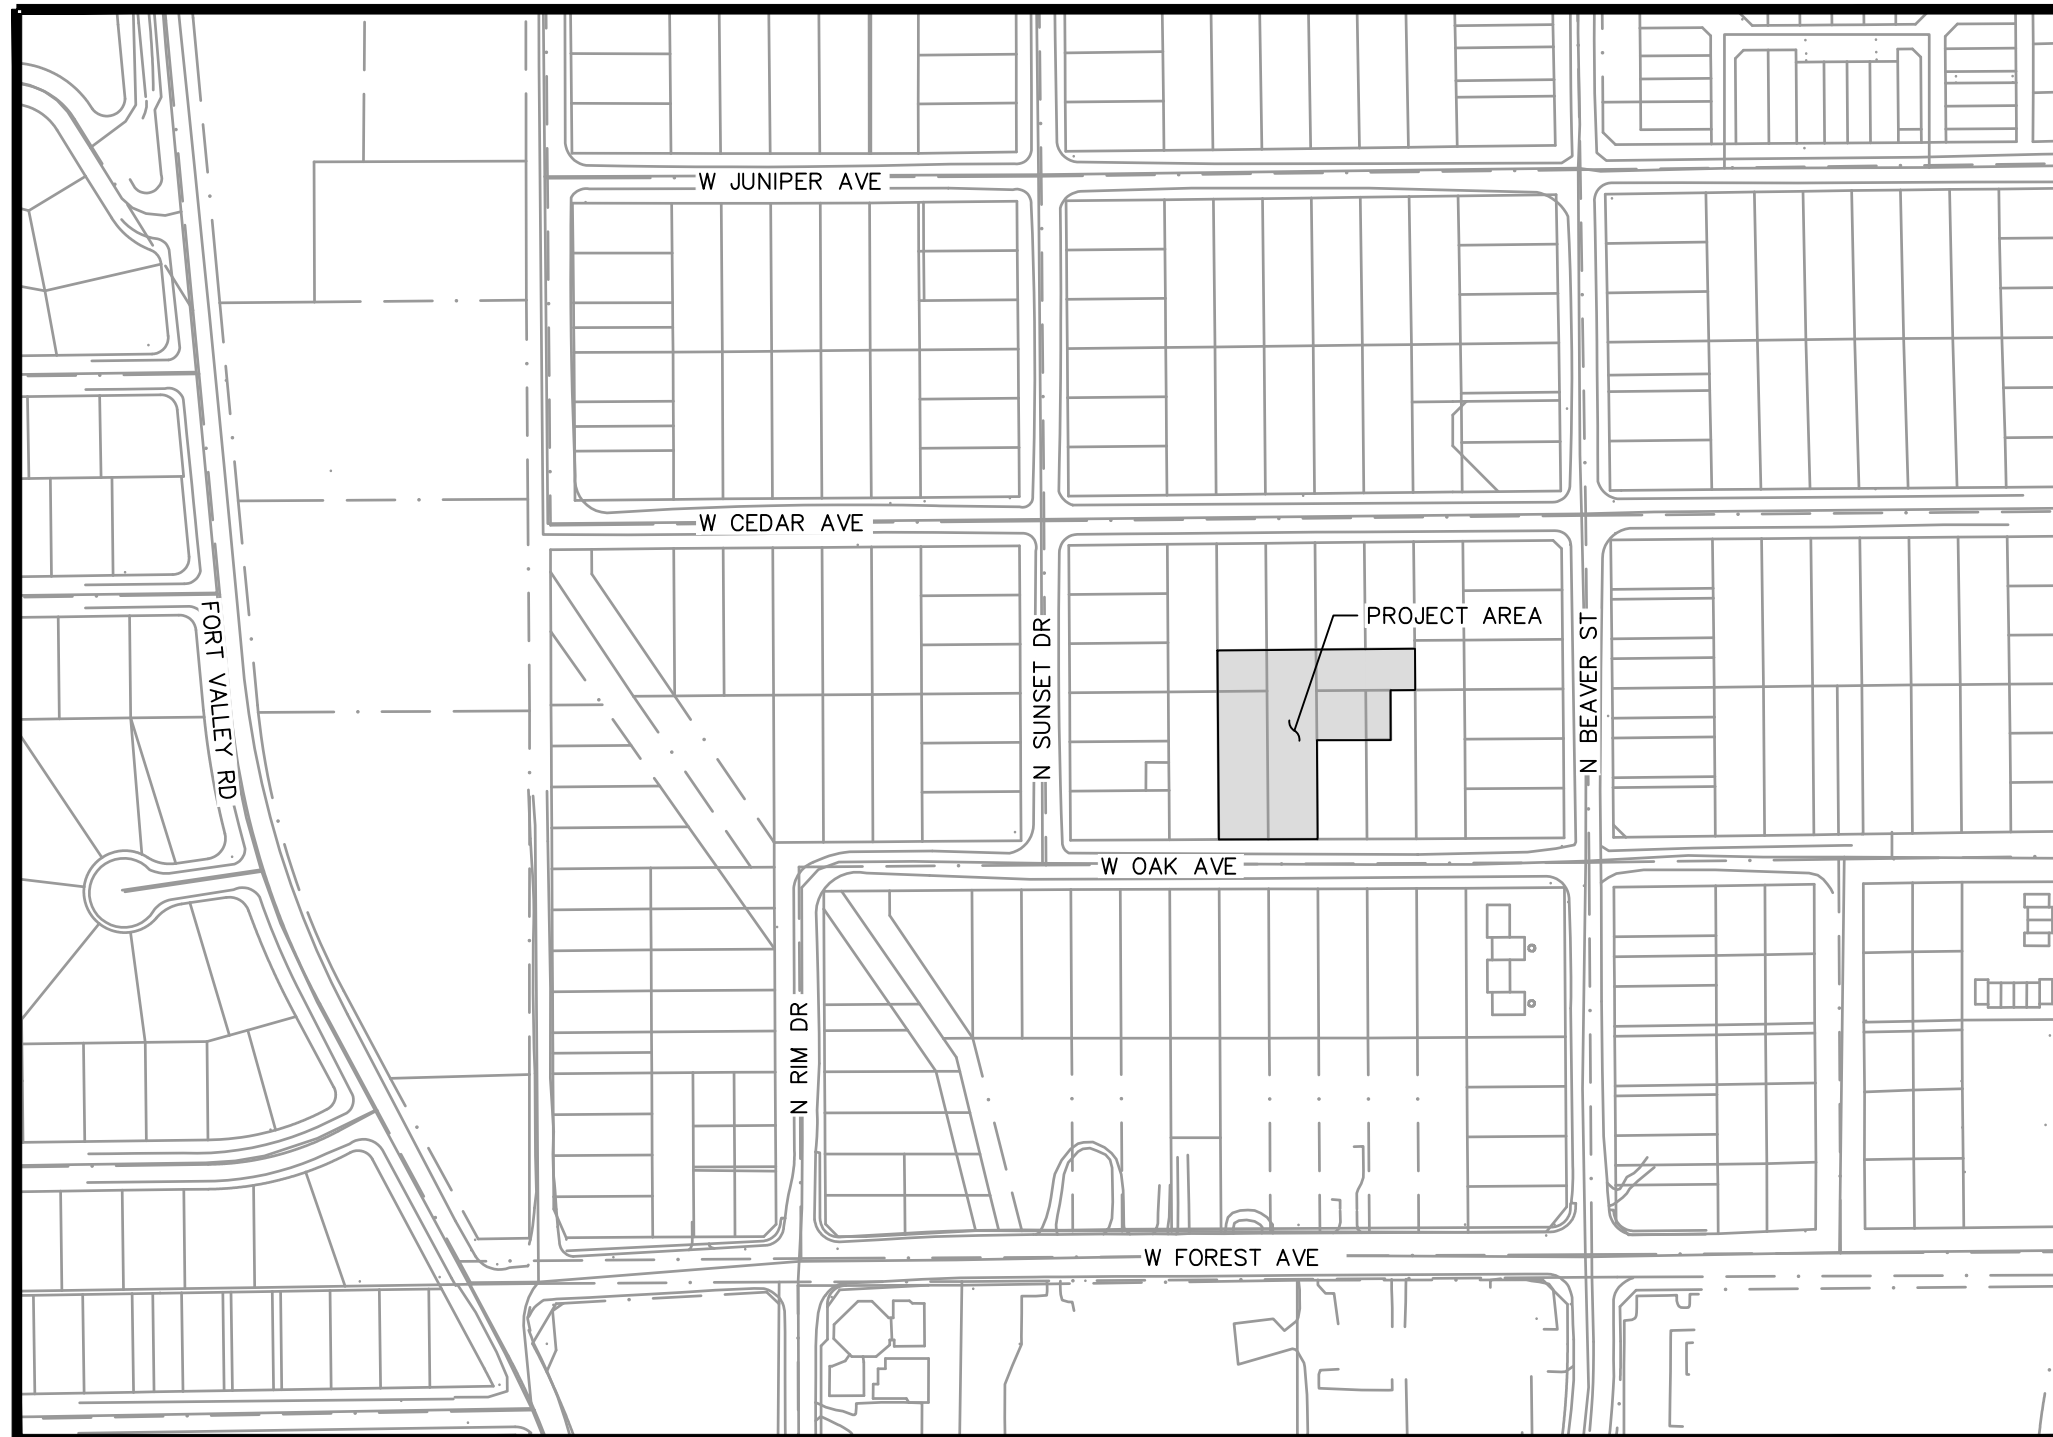 W JUNIPER AVE
W CEDAR AVE
FORT VALLEY RD
N SUNSET DR
PROJECT AREA
N BEAVER ST
W OAK AVE
N RIM DR
W FOREST AVE